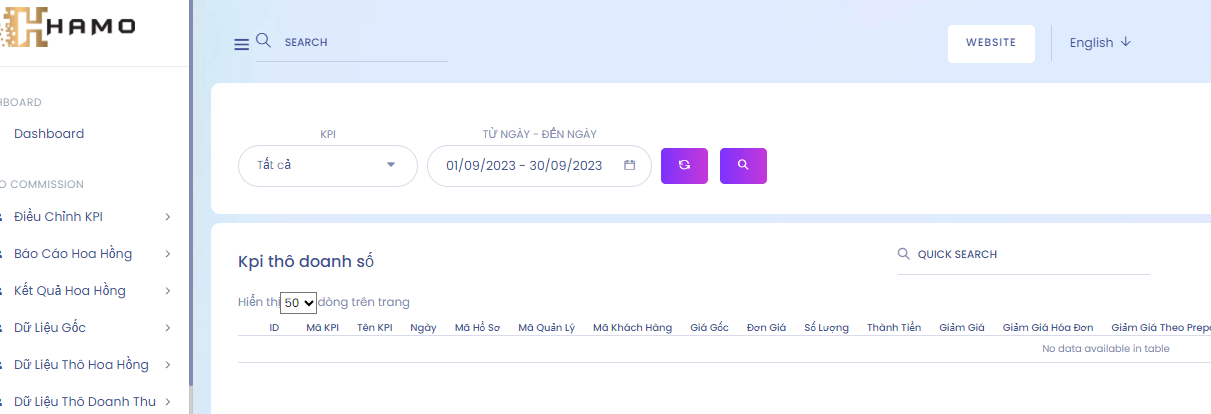 HAMO
SEARCH
WEBSITE
English
HBOARD
Dashboard
O COMMISSION
Điều Chỉnh KPI
Báo Cáo Hoa Hồng
Kết Quả Hoa Hồng
Dữ Liệu Gốc
Dữ Liệu Thô Hoa Hồng
Dữ Liệu Thô Doanh Thu
KPI
TỪ NGÀY - ĐẾN NGÀY
Tất cả
01/09/2023 - 30/09/2023
Kpi thô doanh số
QUICK SEARCH
Hiển thị 50 dòng trên trang
ID Mã KPI Tên KPI Ngày Mã Hồ Sơ Mã Quản Lý Mã Khách Hàng Giá Gốc Đơn Giá Số Lượng Thành Tiền Giảm Giá Giảm Giá Hóa Đơn Giảm Giá Theo Prep
No data available in table